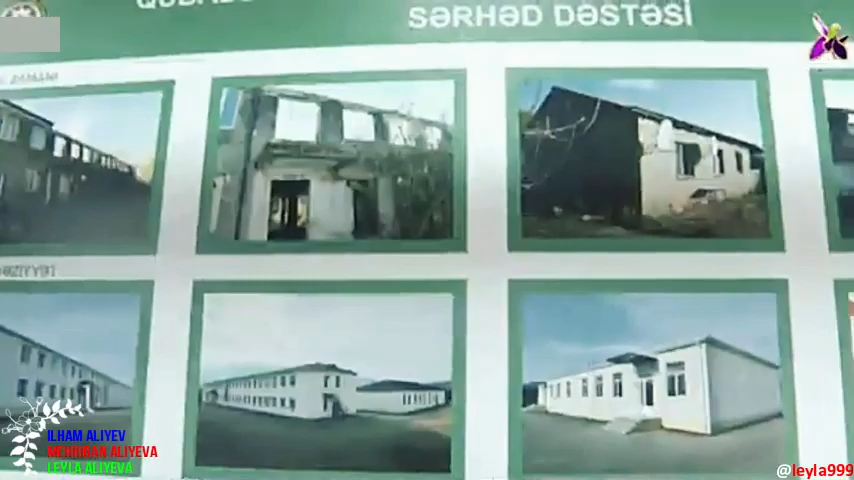 SƏRHƏD DƏSTƏSİ
ILHAM ALIYEV
MEHRIBAN ALIYEVA
LEYLA ALIYEVA
@leyla999